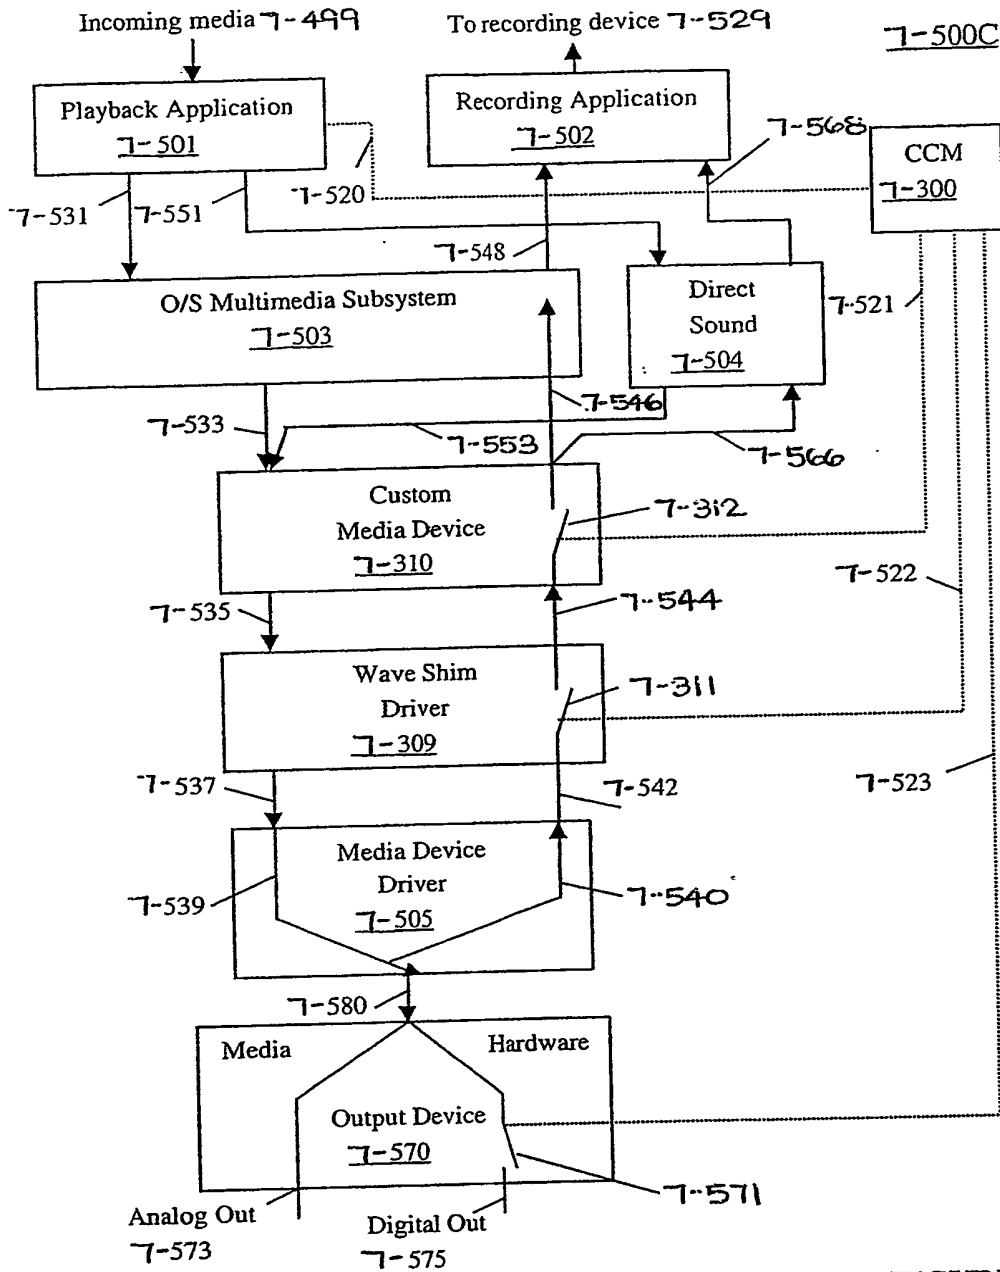 Incoming media 7-499
To recording device 7-529
7-500C
Playback Application
7-501
Recording Application
7-502
7-568
CCM
7-300
7-531
7-551
7-520
7-548
O/S Multimedia Subsystem
7-503
Direct
Sound
7-504
7-521
7-533
7-546
7-553
7-566
Custom
Media Device
7-310
7-312
7-522
7-535
7-544
Wave Shim
Driver
7-309
7-311
7-523
7-537
7-542
Media Device
Driver
7-505
7-539
7-540
7-580
Media
Hardware
Output Device
7-570
7-571
Analog Out
7-573
Digital Out
7-575